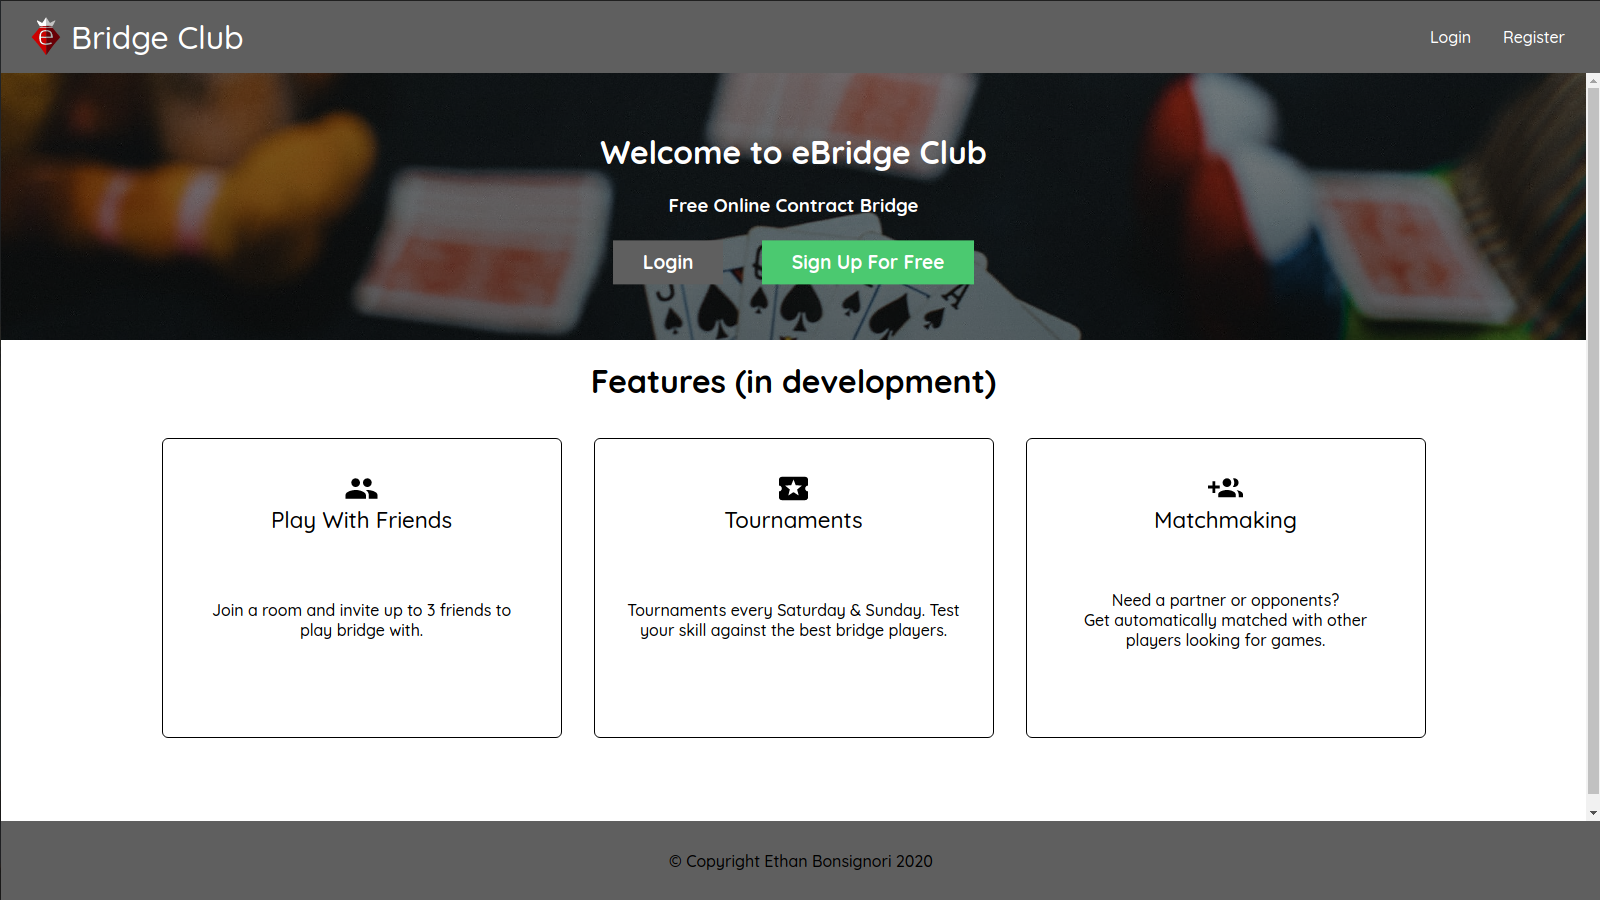 e Bridge Club
Login
Register
Welcome to eBridge Club
Free Online Contract Bridge
Login
Sign Up For Free
J
Q
A
Features (in development)
Play With Friends
Join a room and invite up to 3 friends to
play bridge with.
Tournaments
Tournaments every Saturday & Sunday. Test
your skill against the best bridge players.
Matchmaking
Need a partner or opponents?
Get automatically matched with other
players looking for games.
© Copyright Ethan Bonsignori 2020